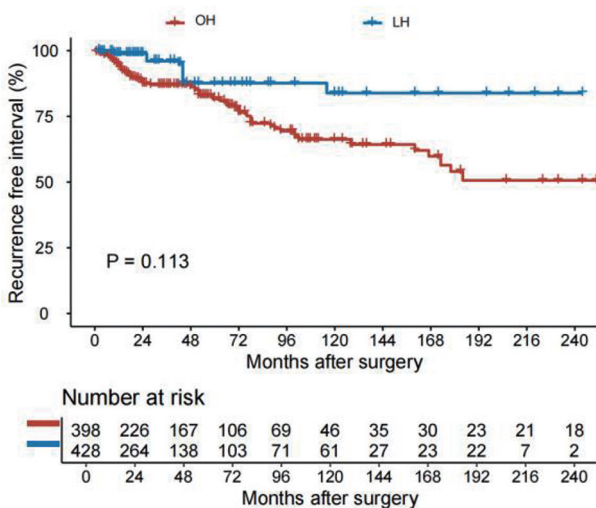 OH LH
100
75
50
25
0
Recurrence free interval (%)
P = 0.113
0 24 48 72 96 120 144 168 192 216 240
Months after surgery
Number at risk
398 226 167 106 69 46 35 30 23 21 18
428 264 138 103 71 61 27 23 22 7 2
0 24 48 72 96 120 144 168 192 216 240
Months after surgery